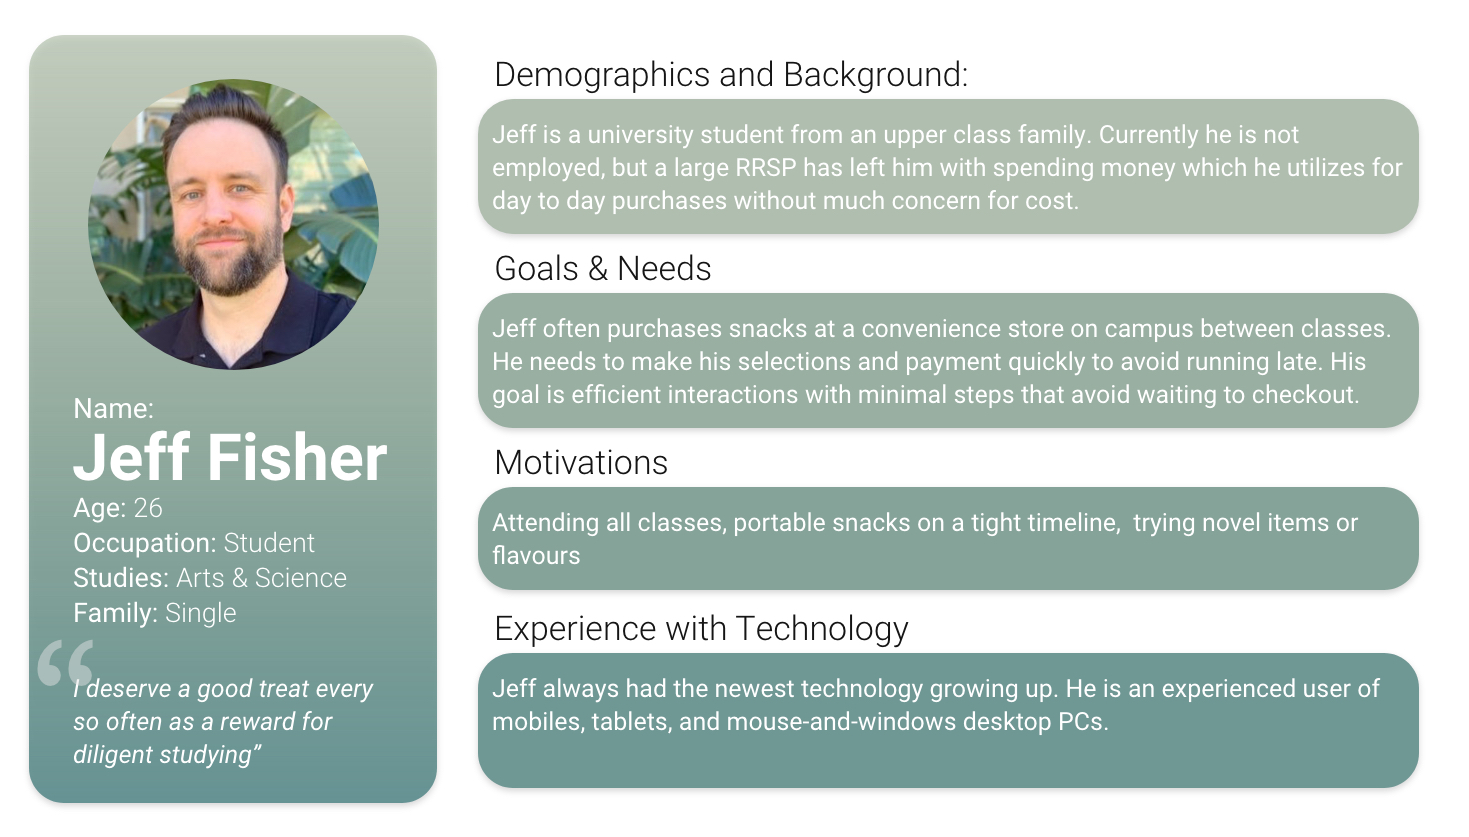 Name:
Jeff Fisher
Age: 26
Occupation: Student
Studies: Arts & Science
Family: Single
“
I deserve a good treat every
so often as a reward for
diligent studying”
Demographics and Background:
Jeff is a university student from an upper class family. Currently he is not
employed, but a large RRSP has left him with spending money which he utilizes for
day to day purchases without much concern for cost.
Goals & Needs
Jeff often purchases snacks at a convenience store on campus between classes.
He needs to make his selections and payment quickly to avoid running late. His
goal is efficient interactions with minimal steps that avoid waiting to checkout.
Motivations
Attending all classes, portable snacks on a tight timeline,  trying novel items or
flavours
Experience with Technology
Jeff always had the newest technology growing up. He is an experienced user of
mobiles, tablets, and mouse-and-windows desktop PCs.